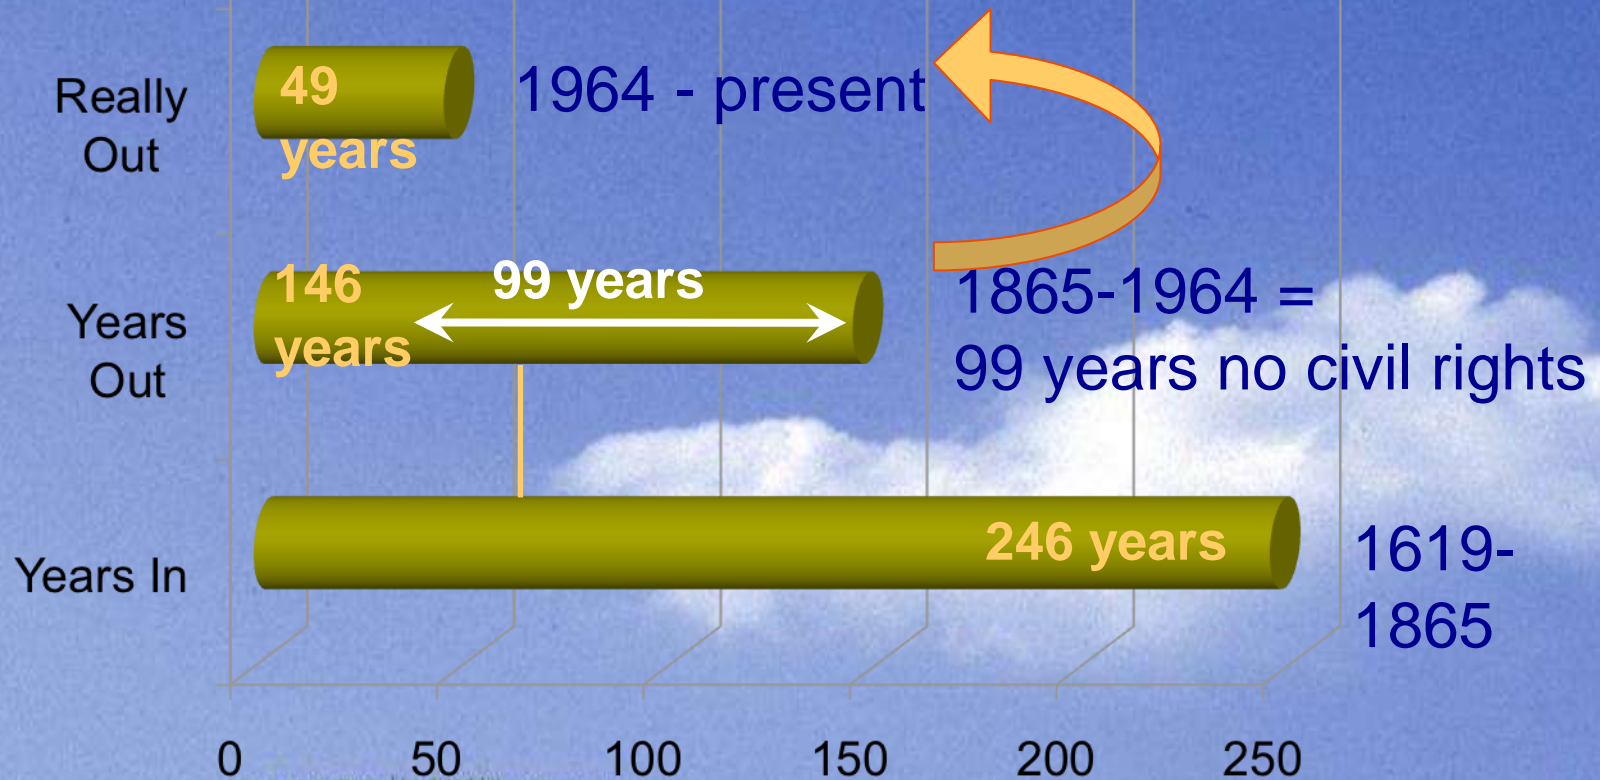 Really
Out
49
years
1964 - present
Years
Out
146
years
99 years
1865-1964 =
99 years no civil rights
Years In
246 years
1619-
1865
0 50 100 150 200 250